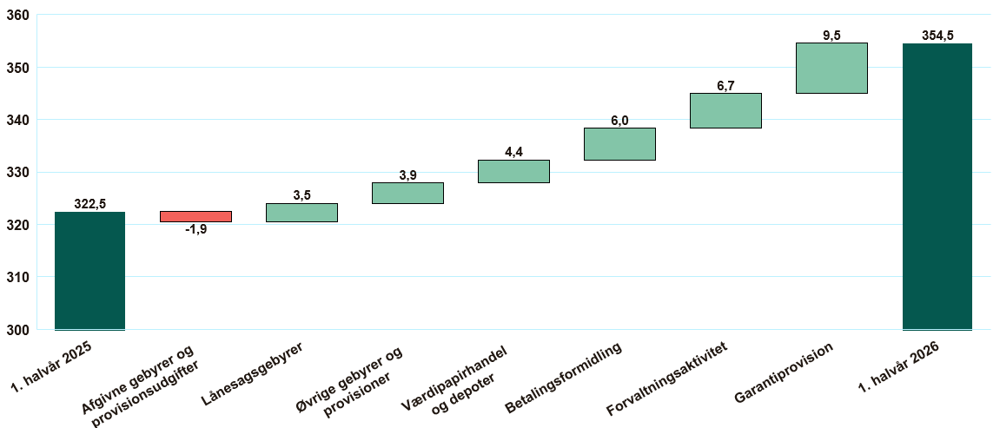 360
350
340
330
320
310
300
322,5
-1,9
3,5
3,9
4,4
6,0
6,7
9,5
354,5
1. halvår 2025
Afgivne gebyrer og
provisionsudgifter
Lånesagsgebyrer
Øvrige gebyrer og
provisioner
Værdipapirhandel
og depoter
Betalingsformidling
Forvaltningsaktivitet
Garantiprovision
1. halvår 2026